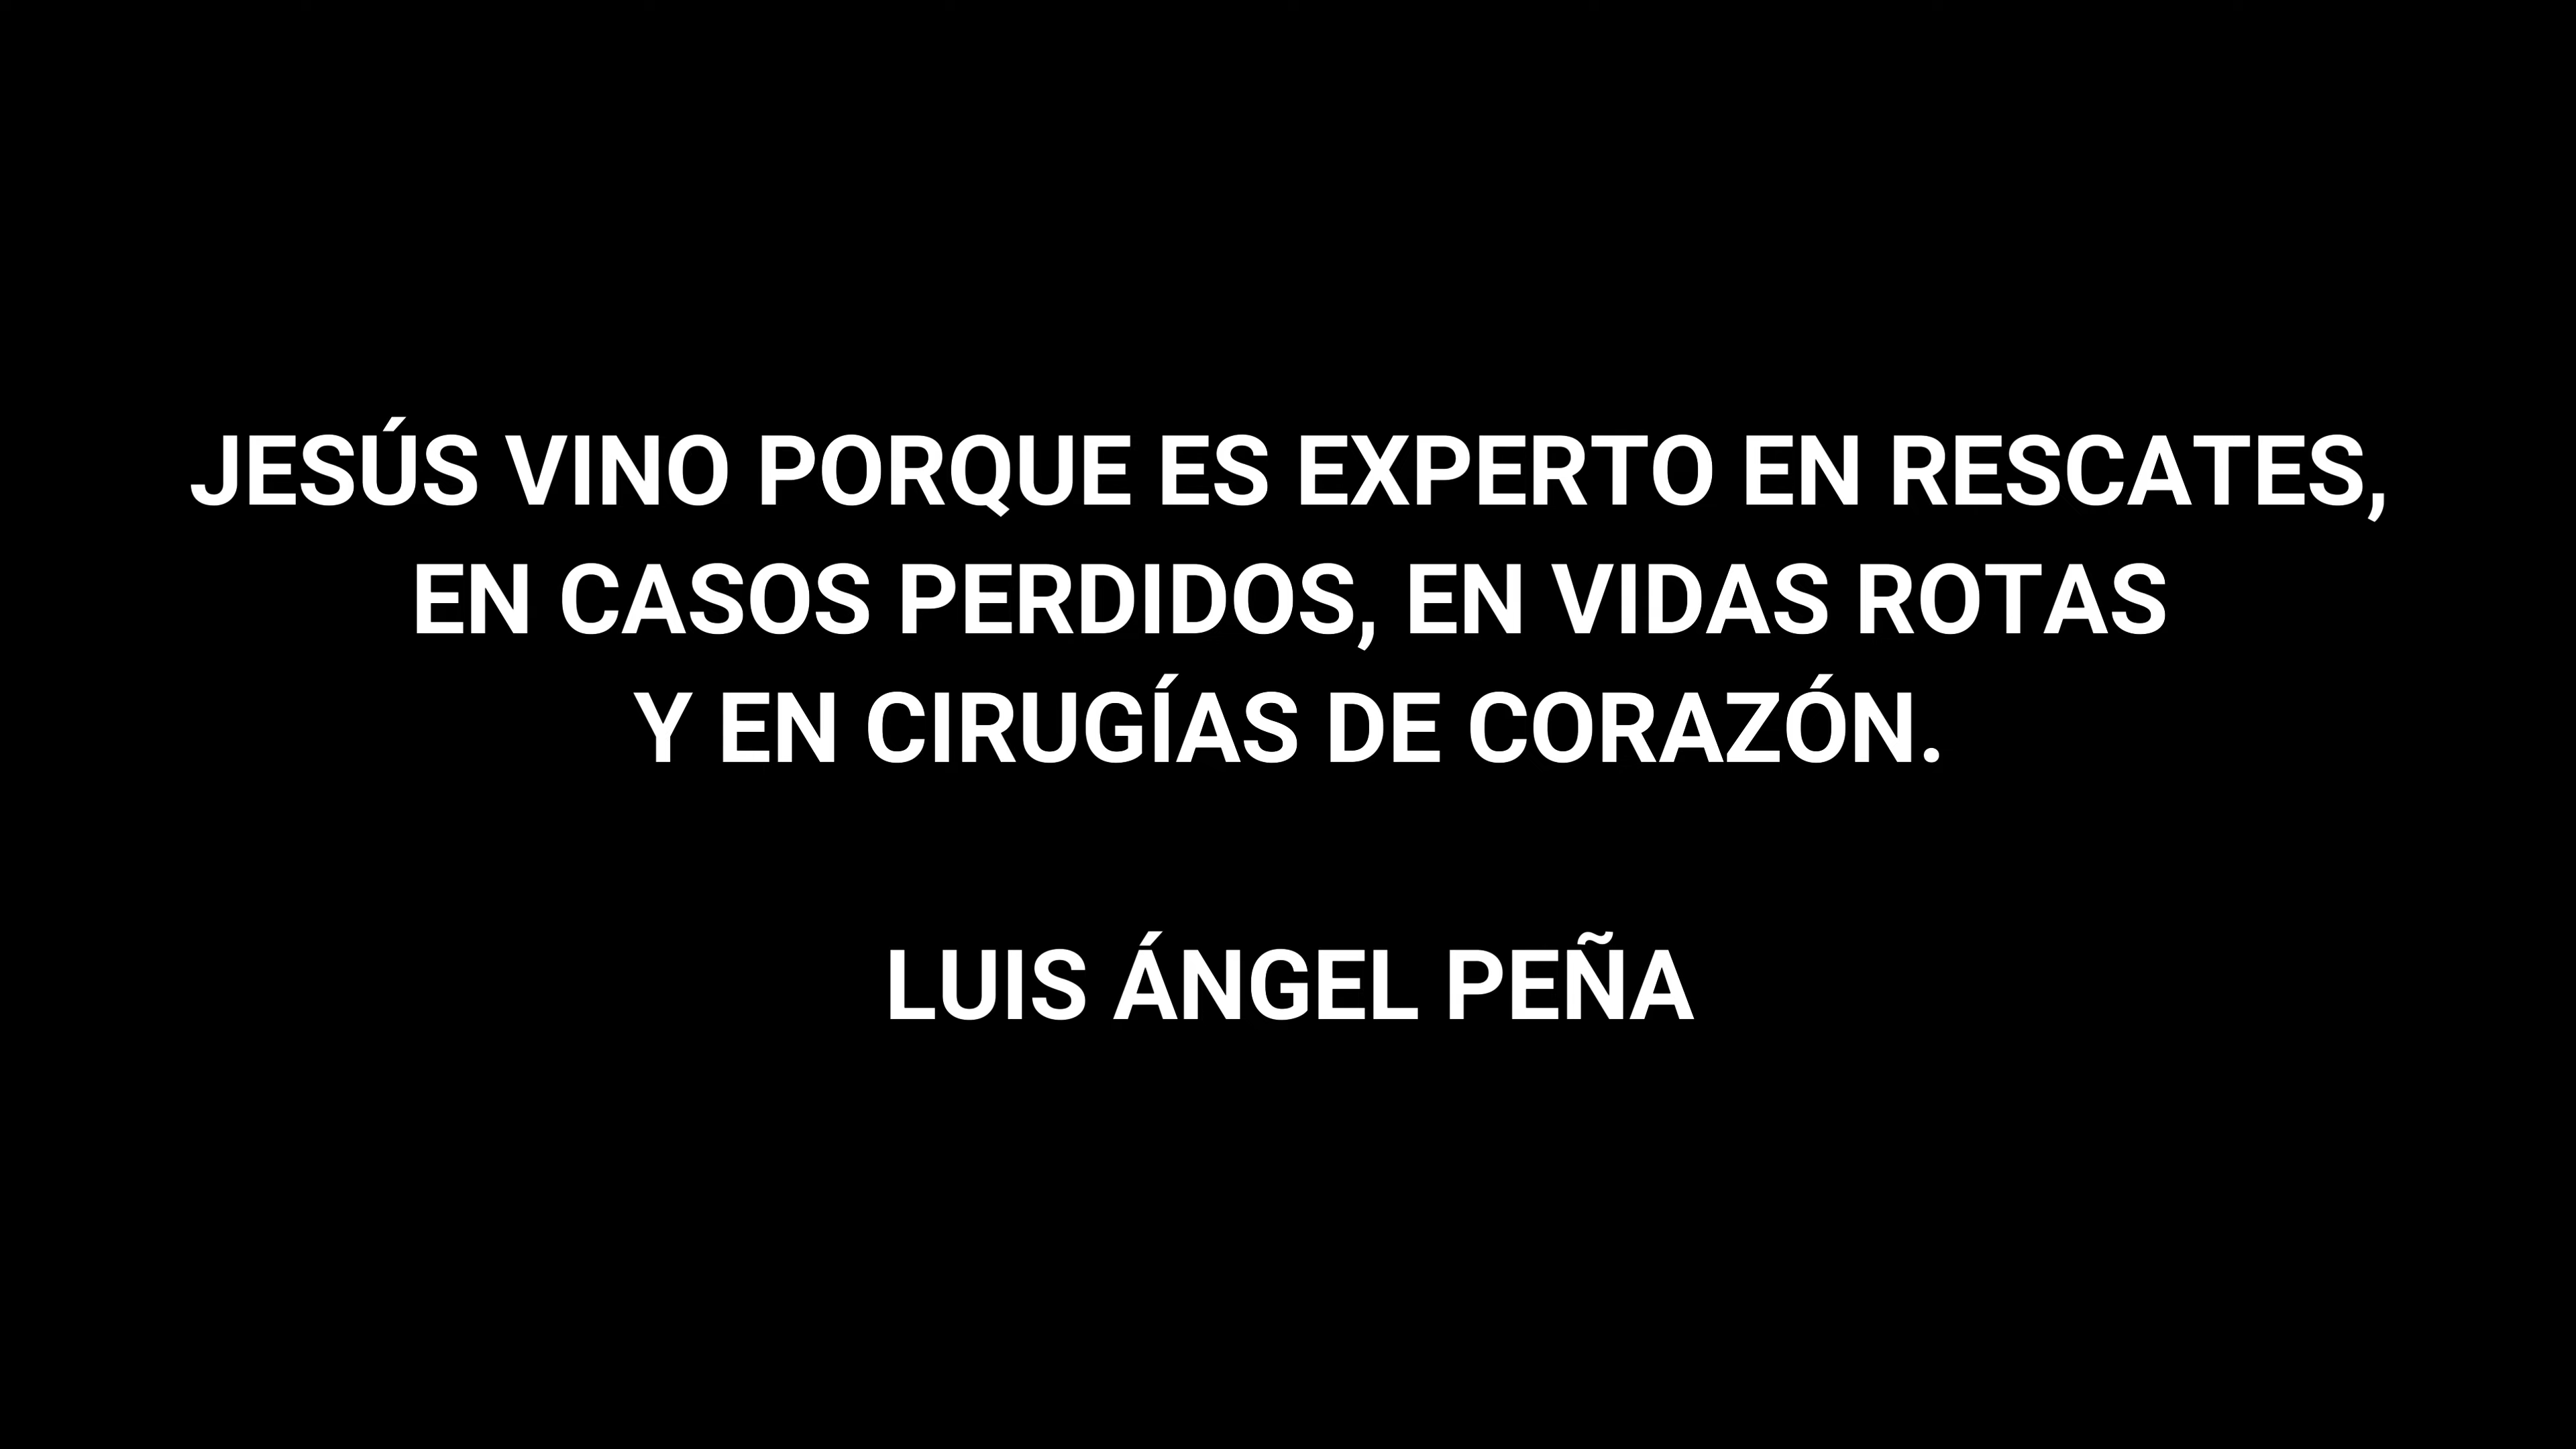 JESÚS VINO PORQUE ES EXPERTO EN RESCATES,
EN CASOS PERDIDOS, EN VIDAS ROTAS
Y EN CIRUGÍAS DE CORAZÓN.
LUIS ÁNGEL PEÑA